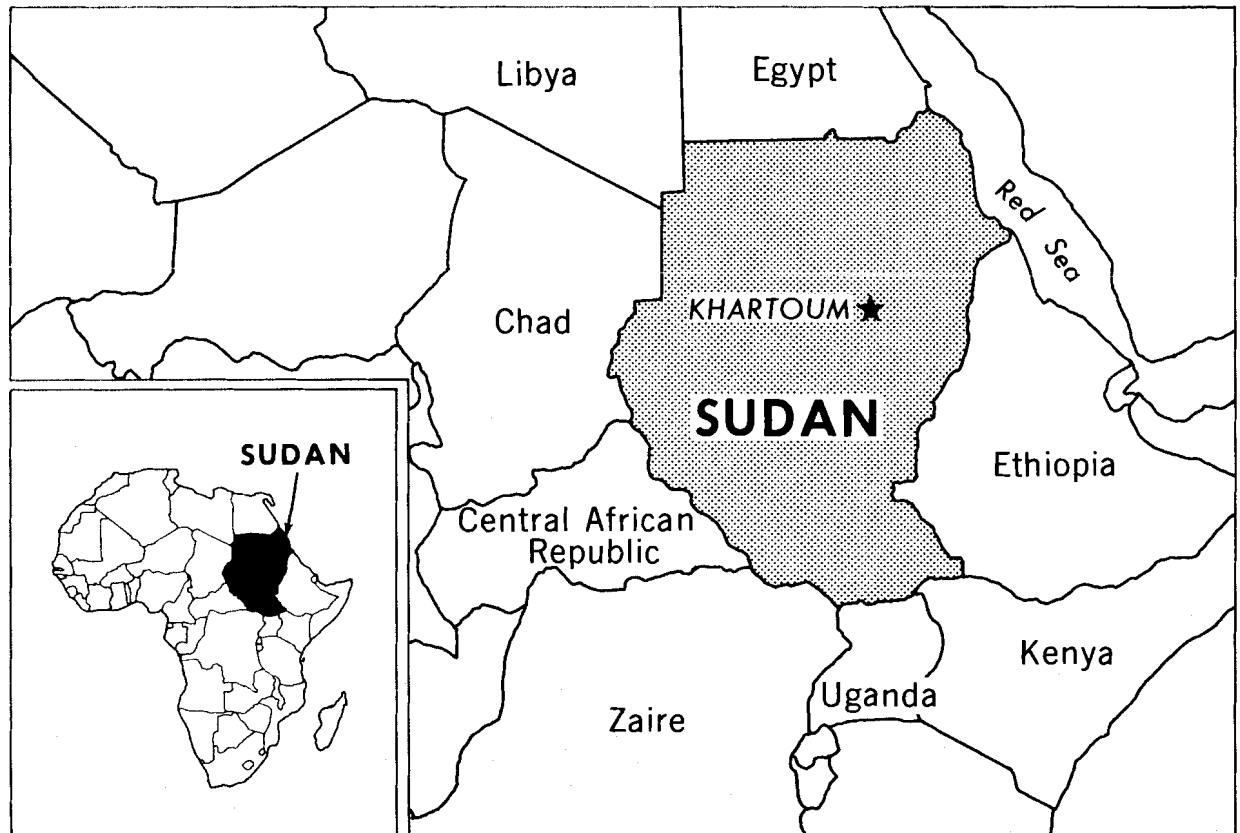 Libya
Egypt
Red Sea
KHARTOUM
Chad
SUDAN
SUDAN
Ethiopia
Central African
Republic
Kenya
Uganda
Zaire